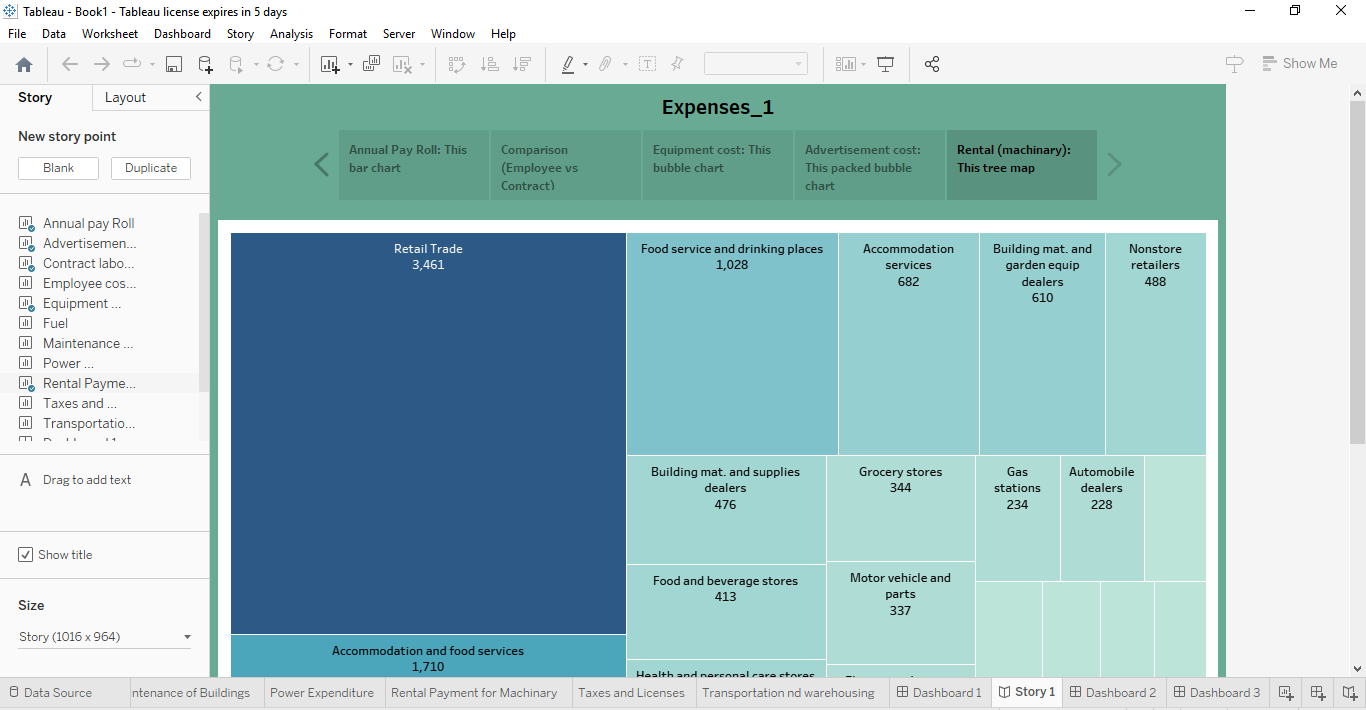 Tableau - Book1 - Tableau license expires in 5 days
File Data Worksheet Dashboard Story Analysis Format Server Window Help
Show Me
Story Layout
New story point
Blank Duplicate
Annual pay Roll
Advertisemen...
Contract labo...
Employee cos...
Equipment ...
Fuel
Maintenance ...
Power ...
Rental Payme...
Taxes and ...
Transportatio...
A Drag to add text
Show title
Size
Story (1016 x 964)
Expenses_1
Annual Pay Roll: This
bar chart
Comparison
(Employee vs
Contract)
Equipment cost: This
bubble chart
Advertisement cost:
This packed bubble
chart
Rental (machinary):
This tree map
Retail Trade
3,461
Food service and drinking places
1,028
Accommodation
services
682
Building mat. and
garden equip
dealers
610
Nonstore
retailers
488
Building mat. and supplies
dealers
476
Grocery stores
344
Gas
stations
234
Automobile
dealers
228
Food and beverage stores
413
Motor vehicle and
parts
337
Accommodation and food services
1,710
Health and personal care stores
Data Source ntenance of Buildings Power Expenditure Rental Payment for Machinary Taxes and Licenses Transportation nd warehousing Dashboard 1 Story 1 Dashboard 2 Dashboard 3